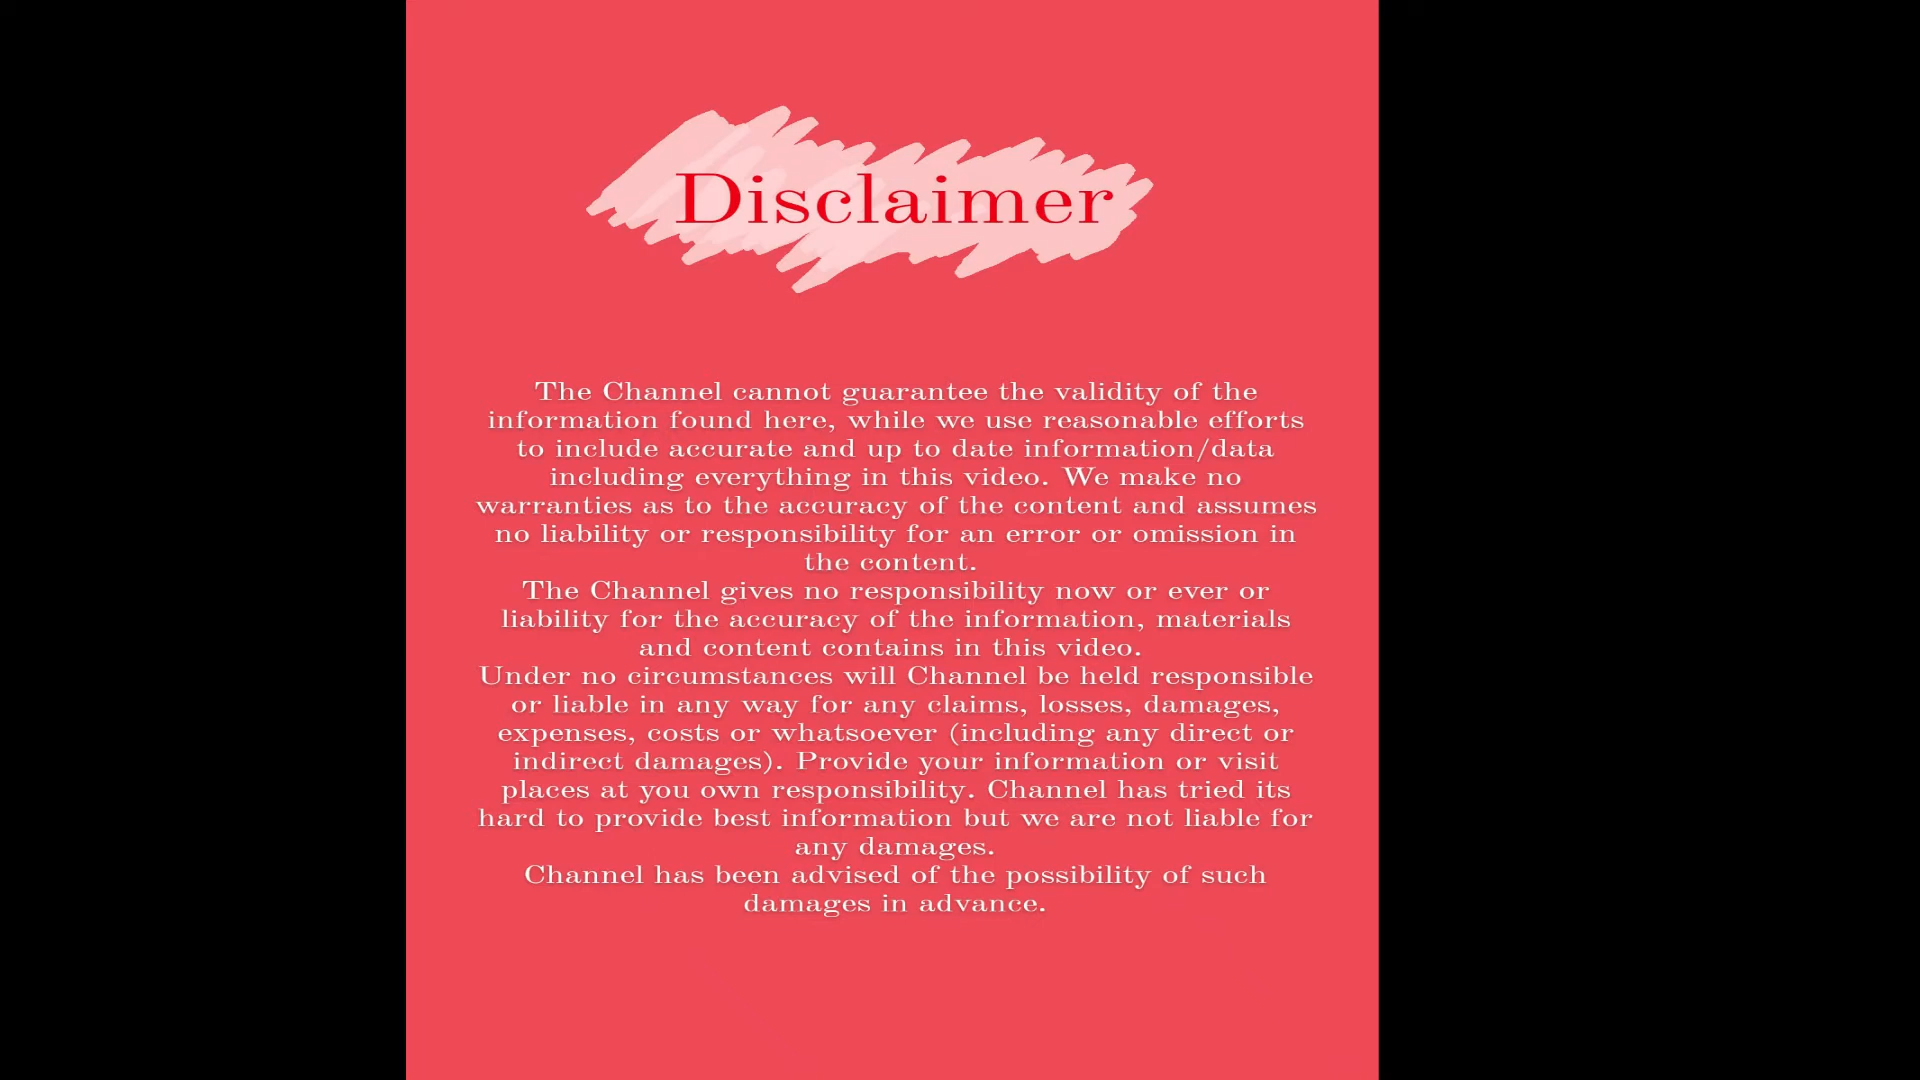 Disclaimer
The Channel cannot guarantee the validity of the
information found here, while we use reasonable efforts
to include accurate and up to date information/data
including everything in this video. We make no
warranties as to the accuracy of the content and assumes
no liability or responsibility for an error or omission in
the content.
The Channel gives no responsibility now or ever or
liability for the accuracy of the information, materials
and content contains in this video.
Under no circumstances will Channel be held responsible
or liable in any way for any claims, losses, damages,
expenses, costs or whatsoever (including any direct or
indirect damages). Provide your information or visit
places at you own responsibility. Channel has tried its
hard to provide best information but we are not liable for
any damages.
Channel has been advised of the possibility of such
damages in advance.